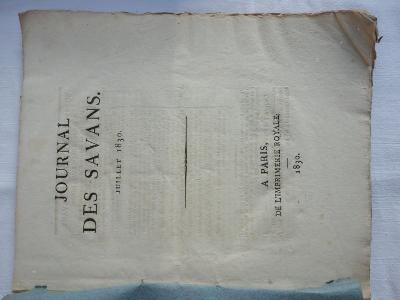 JOURNAL
DES SAVANS.
JUILLET 1830.
A PARIS,
DE L'IMPRIMERIE ROYALE.
1830.